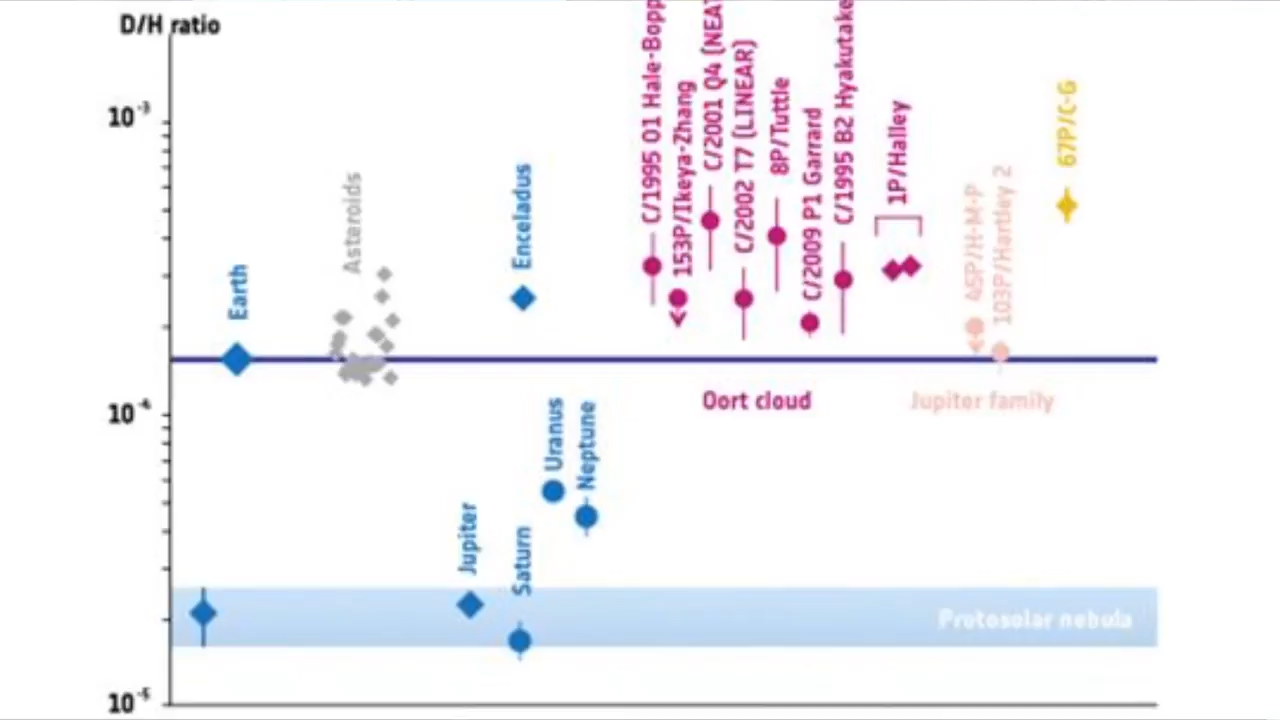 D/H ratio
10-3
10-4
10-5
Earth
Asteroids
Enceladus
Jupiter
Saturn
Uranus
Neptune
C/1995 O1 Hale-Bopp
153P/Ikeya-Zhang
C/2001 Q4 (NEAT
C/2002 T7 (LINEAR)
8P/Tuttle
C/2009 P1 Garrard
C/1995 B2 Hyakutake
1P/Halley
45P/H-M-P
103P/Hartley 2
67P/C-G
Oort cloud
Jupiter family
Protosolar nebula